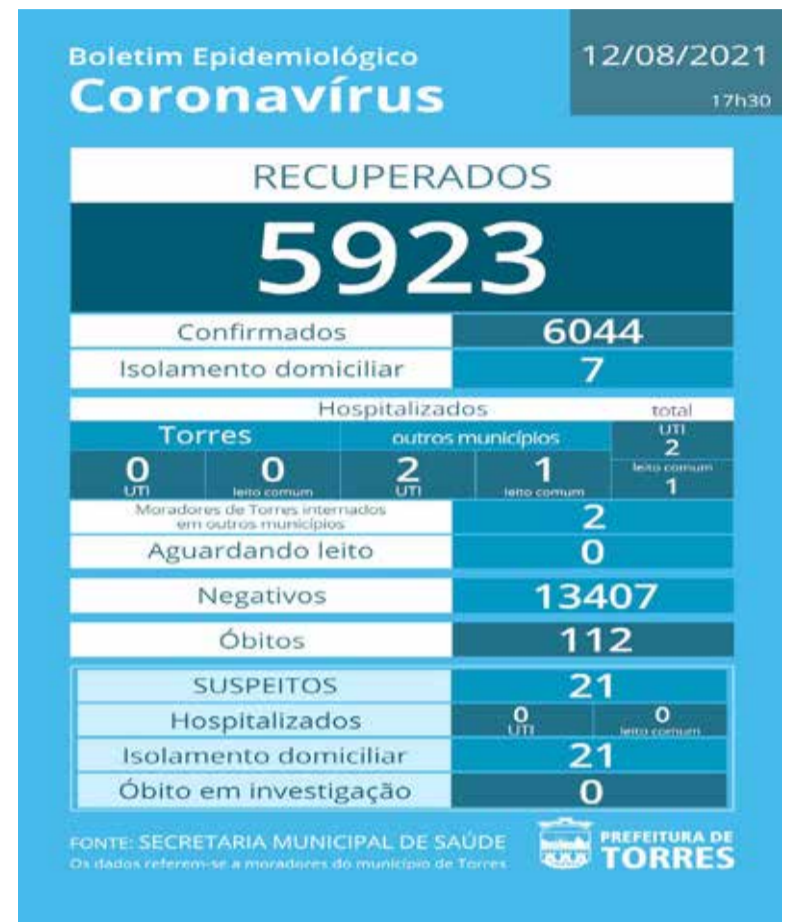 Boletim Epidemiológico
Coronavírus
12/08/2021
17h30
RECUPERADOS
5923
Confirmados 6044
Isolamento domiciliar 7
Hospitalizados total
Torres outros municípios UTI
2
0 0 2 1 leito comum
UTI leito comum UTI leito comum 1
Moradores de Torres internados
em outros municípios 2
Aguardando leito 0
Negativos 13407
Óbitos 112
SUSPEITOS 21
Hospitalizados 0 0
UTI leito comum
Isolamento domiciliar 21
Óbito em investigação 0
FONTE: SECRETARIA MUNICIPAL DE SAÚDE
Os dados referem-se a moradores do município de Torres
PREFEITURA DE
TORRES